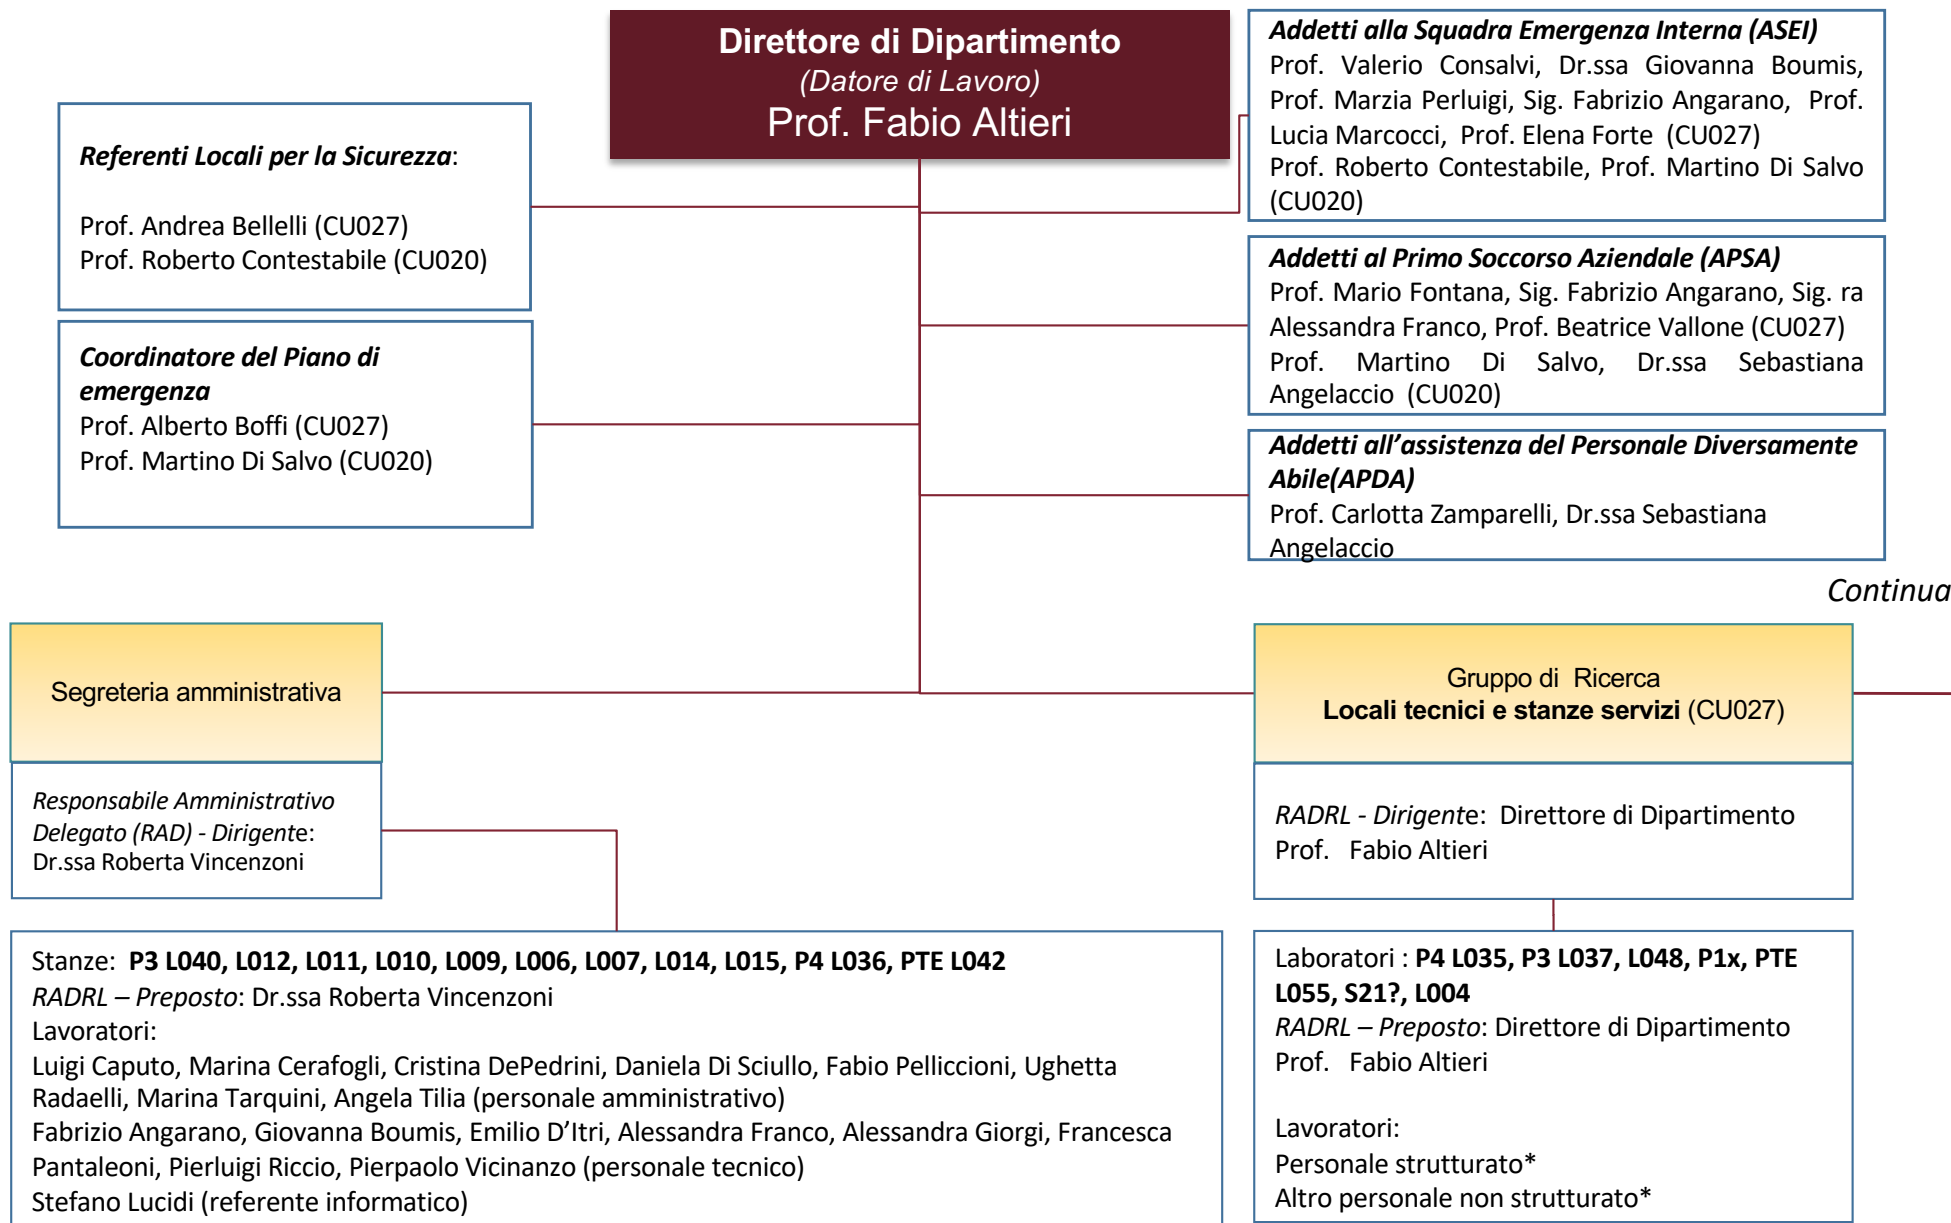 Direttore di Dipartimento
(Datore di Lavoro)
Prof. Fabio Altieri
Referenti Locali per la Sicurezza:
Prof. Andrea Bellelli (CU027)
Prof. Roberto Contestabile (CU020)
Coordinatore del Piano di
emergenza
Prof. Alberto Boffi (CU027)
Prof. Martino Di Salvo (CU020)
Addetti alla Squadra Emergenza Interna (ASEI)
Prof. Valerio Consalvi, Dr.ssa Giovanna Boumis,
Prof. Marzia Perluigi, Sig. Fabrizio Angarano, Prof.
Lucia Marcocci, Prof. Elena Forte (CU027)
Prof. Roberto Contestabile, Prof. Martino Di Salvo
(CU020)
Addetti al Primo Soccorso Aziendale (APSA)
Prof. Mario Fontana, Sig. Fabrizio Angarano, Sig. ra
Alessandra Franco, Prof. Beatrice Vallone (CU027)
Prof. Martino Di Salvo, Dr.ssa Sebastiana
Angelaccio (CU020)
Addetti all’assistenza del Personale Diversamente
Abile(APDA)
Prof. Carlotta Zamparelli, Dr.ssa Sebastiana
Angelaccio
Continua
Segreteria amministrativa
Responsabile Amministrativo
Delegato (RAD) - Dirigente:
Dr.ssa Roberta Vincenzoni
Stanze: P3 L040, L012, L011, L010, L009, L006, L007, L014, L015, P4 L036, PTE L042
RADRL – Preposto: Dr.ssa Roberta Vincenzoni
Lavoratori:
Luigi Caputo, Marina Cerafogli, Cristina DePedrini, Daniela Di Sciullo, Fabio Pelliccioni, Ughetta
Radaelli, Marina Tarquini, Angela Tilia (personale amministrativo)
Fabrizio Angarano, Giovanna Boumis, Emilio D’Itri, Alessandra Franco, Alessandra Giorgi, Francesca
Pantaleoni, Pierluigi Riccio, Pierpaolo Vicinanzo (personale tecnico)
Stefano Lucidi (referente informatico)
Gruppo di Ricerca
Locali tecnici e stanze servizi (CU027)
RADRL - Dirigente: Direttore di Dipartimento
Prof. Fabio Altieri
Laboratori : P4 L035, P3 L037, L048, P1x, PTE
L055, S21?, L004
RADRL – Preposto: Direttore di Dipartimento
Prof. Fabio Altieri
Lavoratori:
Personale strutturato*
Altro personale non strutturato*